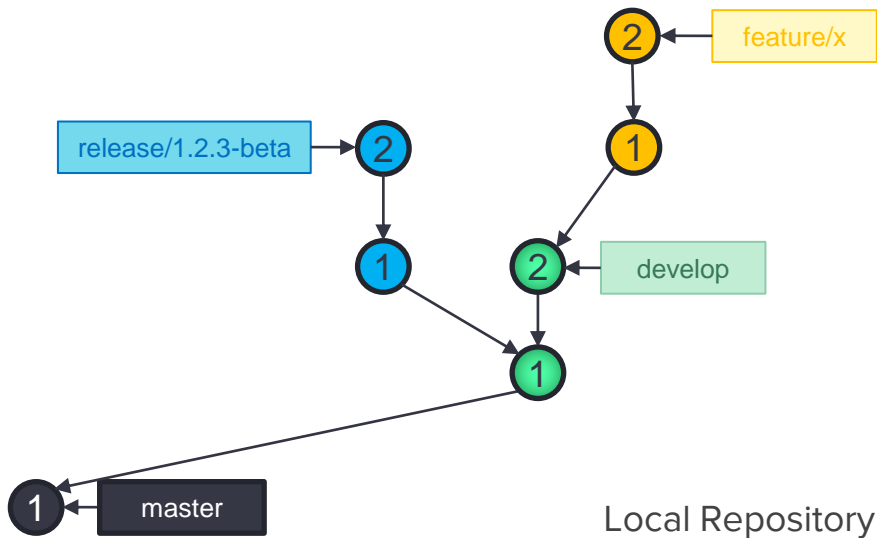 2
feature/x
release/1.2.3-beta
2
1
1
2
develop
1
1
master
Local Repository